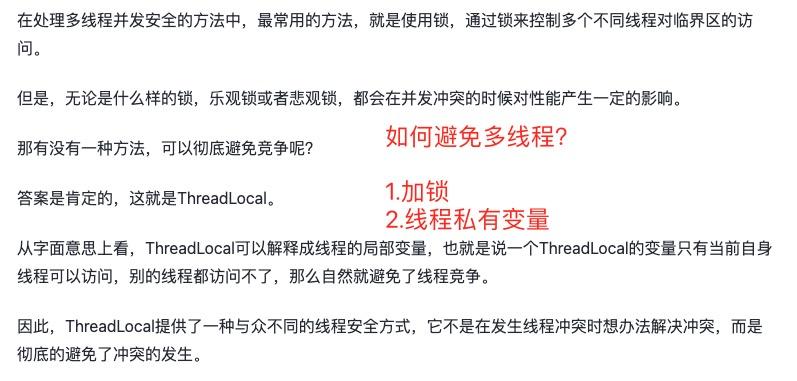 在处理多线程并发安全的方法中，最常用的方法，就是使用锁，通过锁来控制多个不同线程对临界区的访
问。
但是，无论是什么样的锁，乐观锁或者悲观锁，都会在并发冲突的时候对性能产生一定的影响。
那有没有一种方法，可以彻底避免竞争呢？
如何避免多线程？
答案是肯定的，这就是ThreadLocal。
1.加锁
2.线程私有变量
从字面意思上看，ThreadLocal可以解释成线程的局部变量，也就是说一个ThreadLocal的变量只有当前自身
线程可以访问，别的线程都访问不了，那么自然就避免了线程竞争。
因此，ThreadLocal提供了一种与众不同的线程安全方式，它不是在发生线程冲突时想办法解决冲突，而是
彻底的避免了冲突的发生。